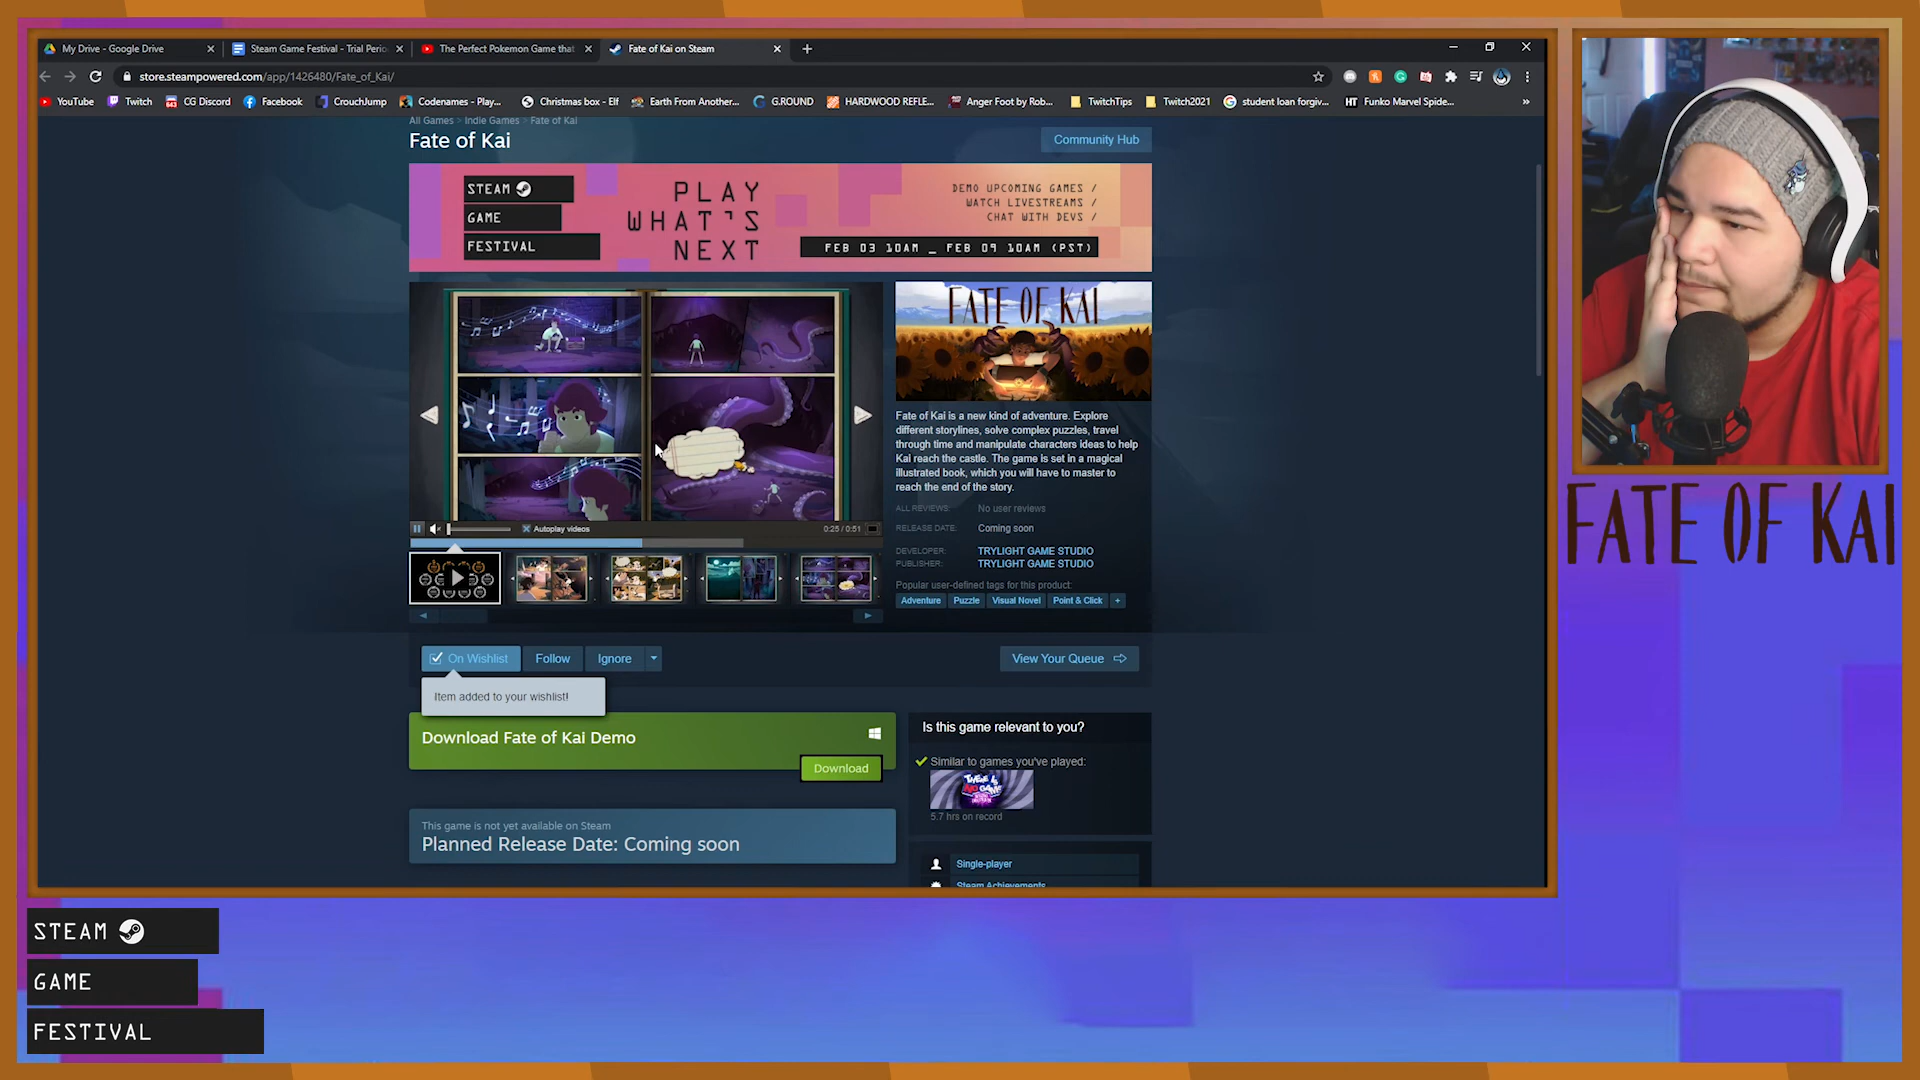 My Drive - Google Drive
Steam Game Festival - Trial Perio
The Perfect Pokemon Game that
Fate of Kai on Steam
store.steampowered.com/app/1426480/Fate_of_Kai/
YouTube
Twitch
CG Discord
Facebook
CrouchJump
Codenames - Play...
Christmas box - Elf
Earth From Another...
G.ROUND
HARDWOOD REFLE...
Anger Foot by Rob...
TwitchTips
Twitch2021
student loan forgiv...
HT Funko Marvel Spide...
All Games > Indie Games > Fate of Kai
Fate of Kai
Community Hub
STEAM
GAME
FESTIVAL
PLAY
WHAT'S
NEXT
DEMO UPCOMING GAMES /
WATCH LIVESTREAMS /
CHAT WITH DEVS /
FEB 03 10AM _ FEB 09 10AM (PST)
FATE OF KAI
Fate of Kai is a new kind of adventure. Explore
different storylines, solve complex puzzles, travel
through time and manipulate characters ideas to help
Kai reach the castle. The game is set in a magical
illustrated book, which you will have to master to
reach the end of the story.
ALL REVIEWS: No user reviews
RELEASE DATE: Coming soon
DEVELOPER: TRYLIGHT GAME STUDIO
PUBLISHER: TRYLIGHT GAME STUDIO
Popular user-defined tags for this product:
Adventure Puzzle Visual Novel Point & Click +
Autoplay videos
0:25 / 0:51
On Wishlist
Follow
Ignore
View Your Queue
Item added to your wishlist!
Download Fate of Kai Demo
Download
This game is not yet available on Steam
Planned Release Date: Coming soon
Is this game relevant to you?
Similar to games you've played:
THERE IS
NO GAME
5.7 hrs on record
Single-player
Steam Achievements
FATE OF KAI
STEAM
GAME
FESTIVAL